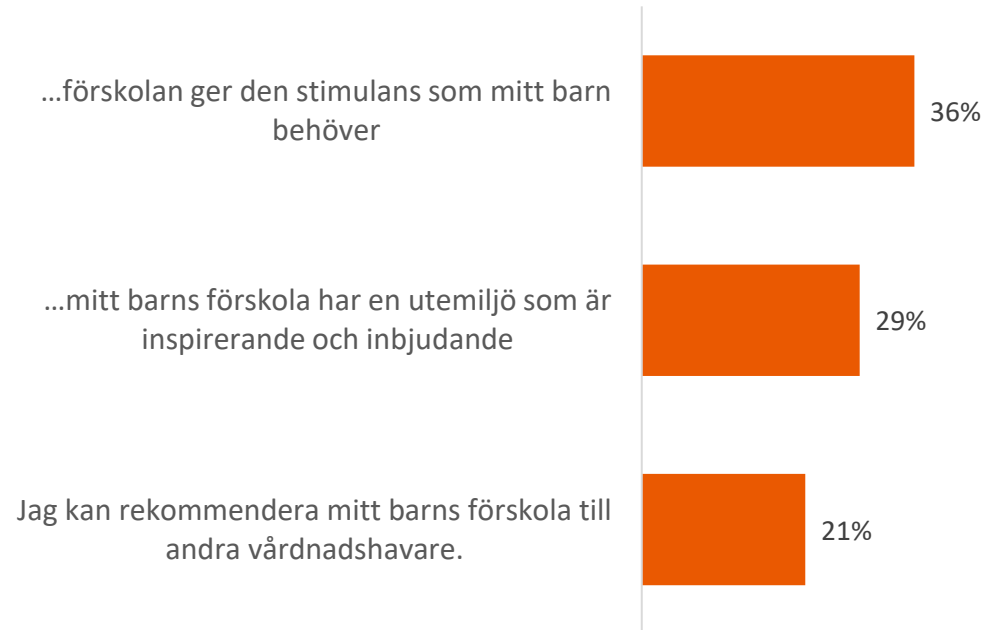 ...förskolan ger den stimulans som mitt barn
behöver
36%
...mitt barns förskola har en utemiljö som är
inspirerande och inbjudande
29%
Jag kan rekommendera mitt barns förskola till
andra vårdnadshavare.
21%